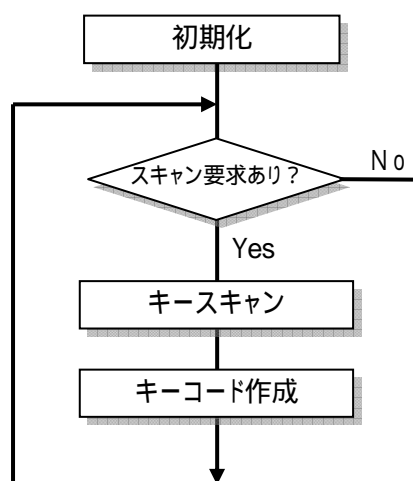 初期化
スキャン要求あり？
No
Yes
キースキャン
キーコード作成